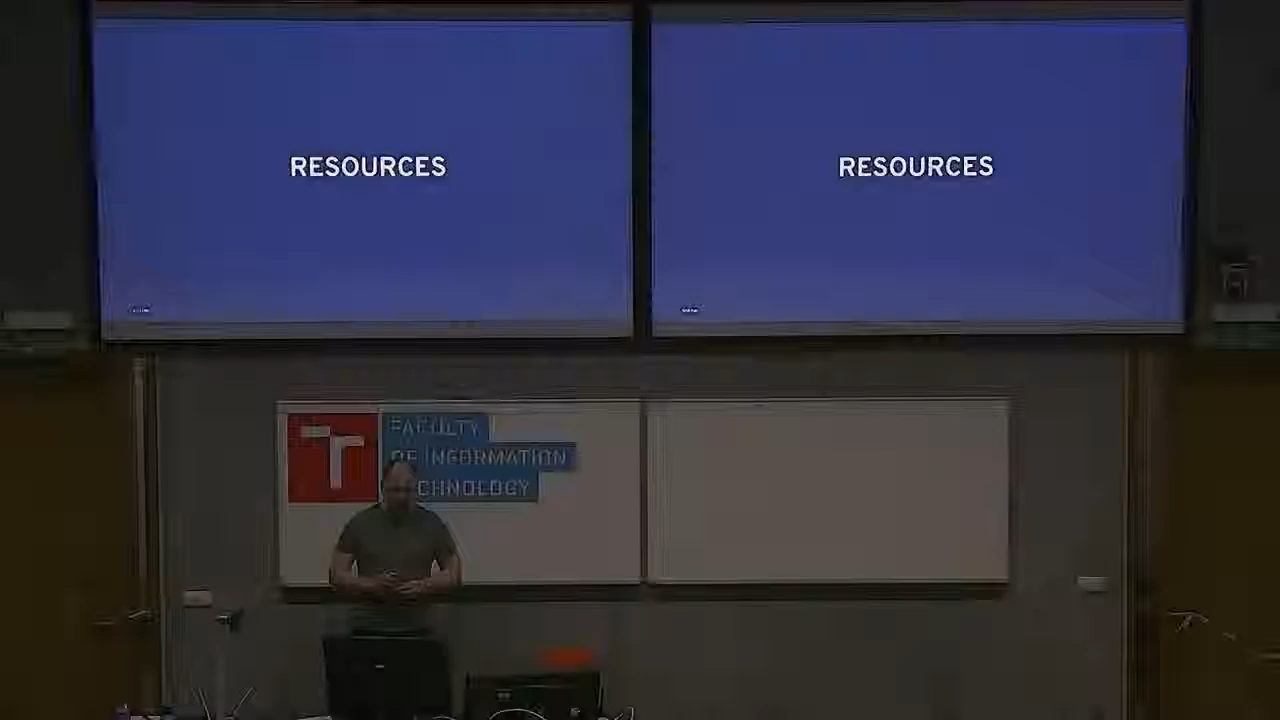 RESOURCES
RESOURCES
FACULTY
OF INFORMATION
CHNOLOGY